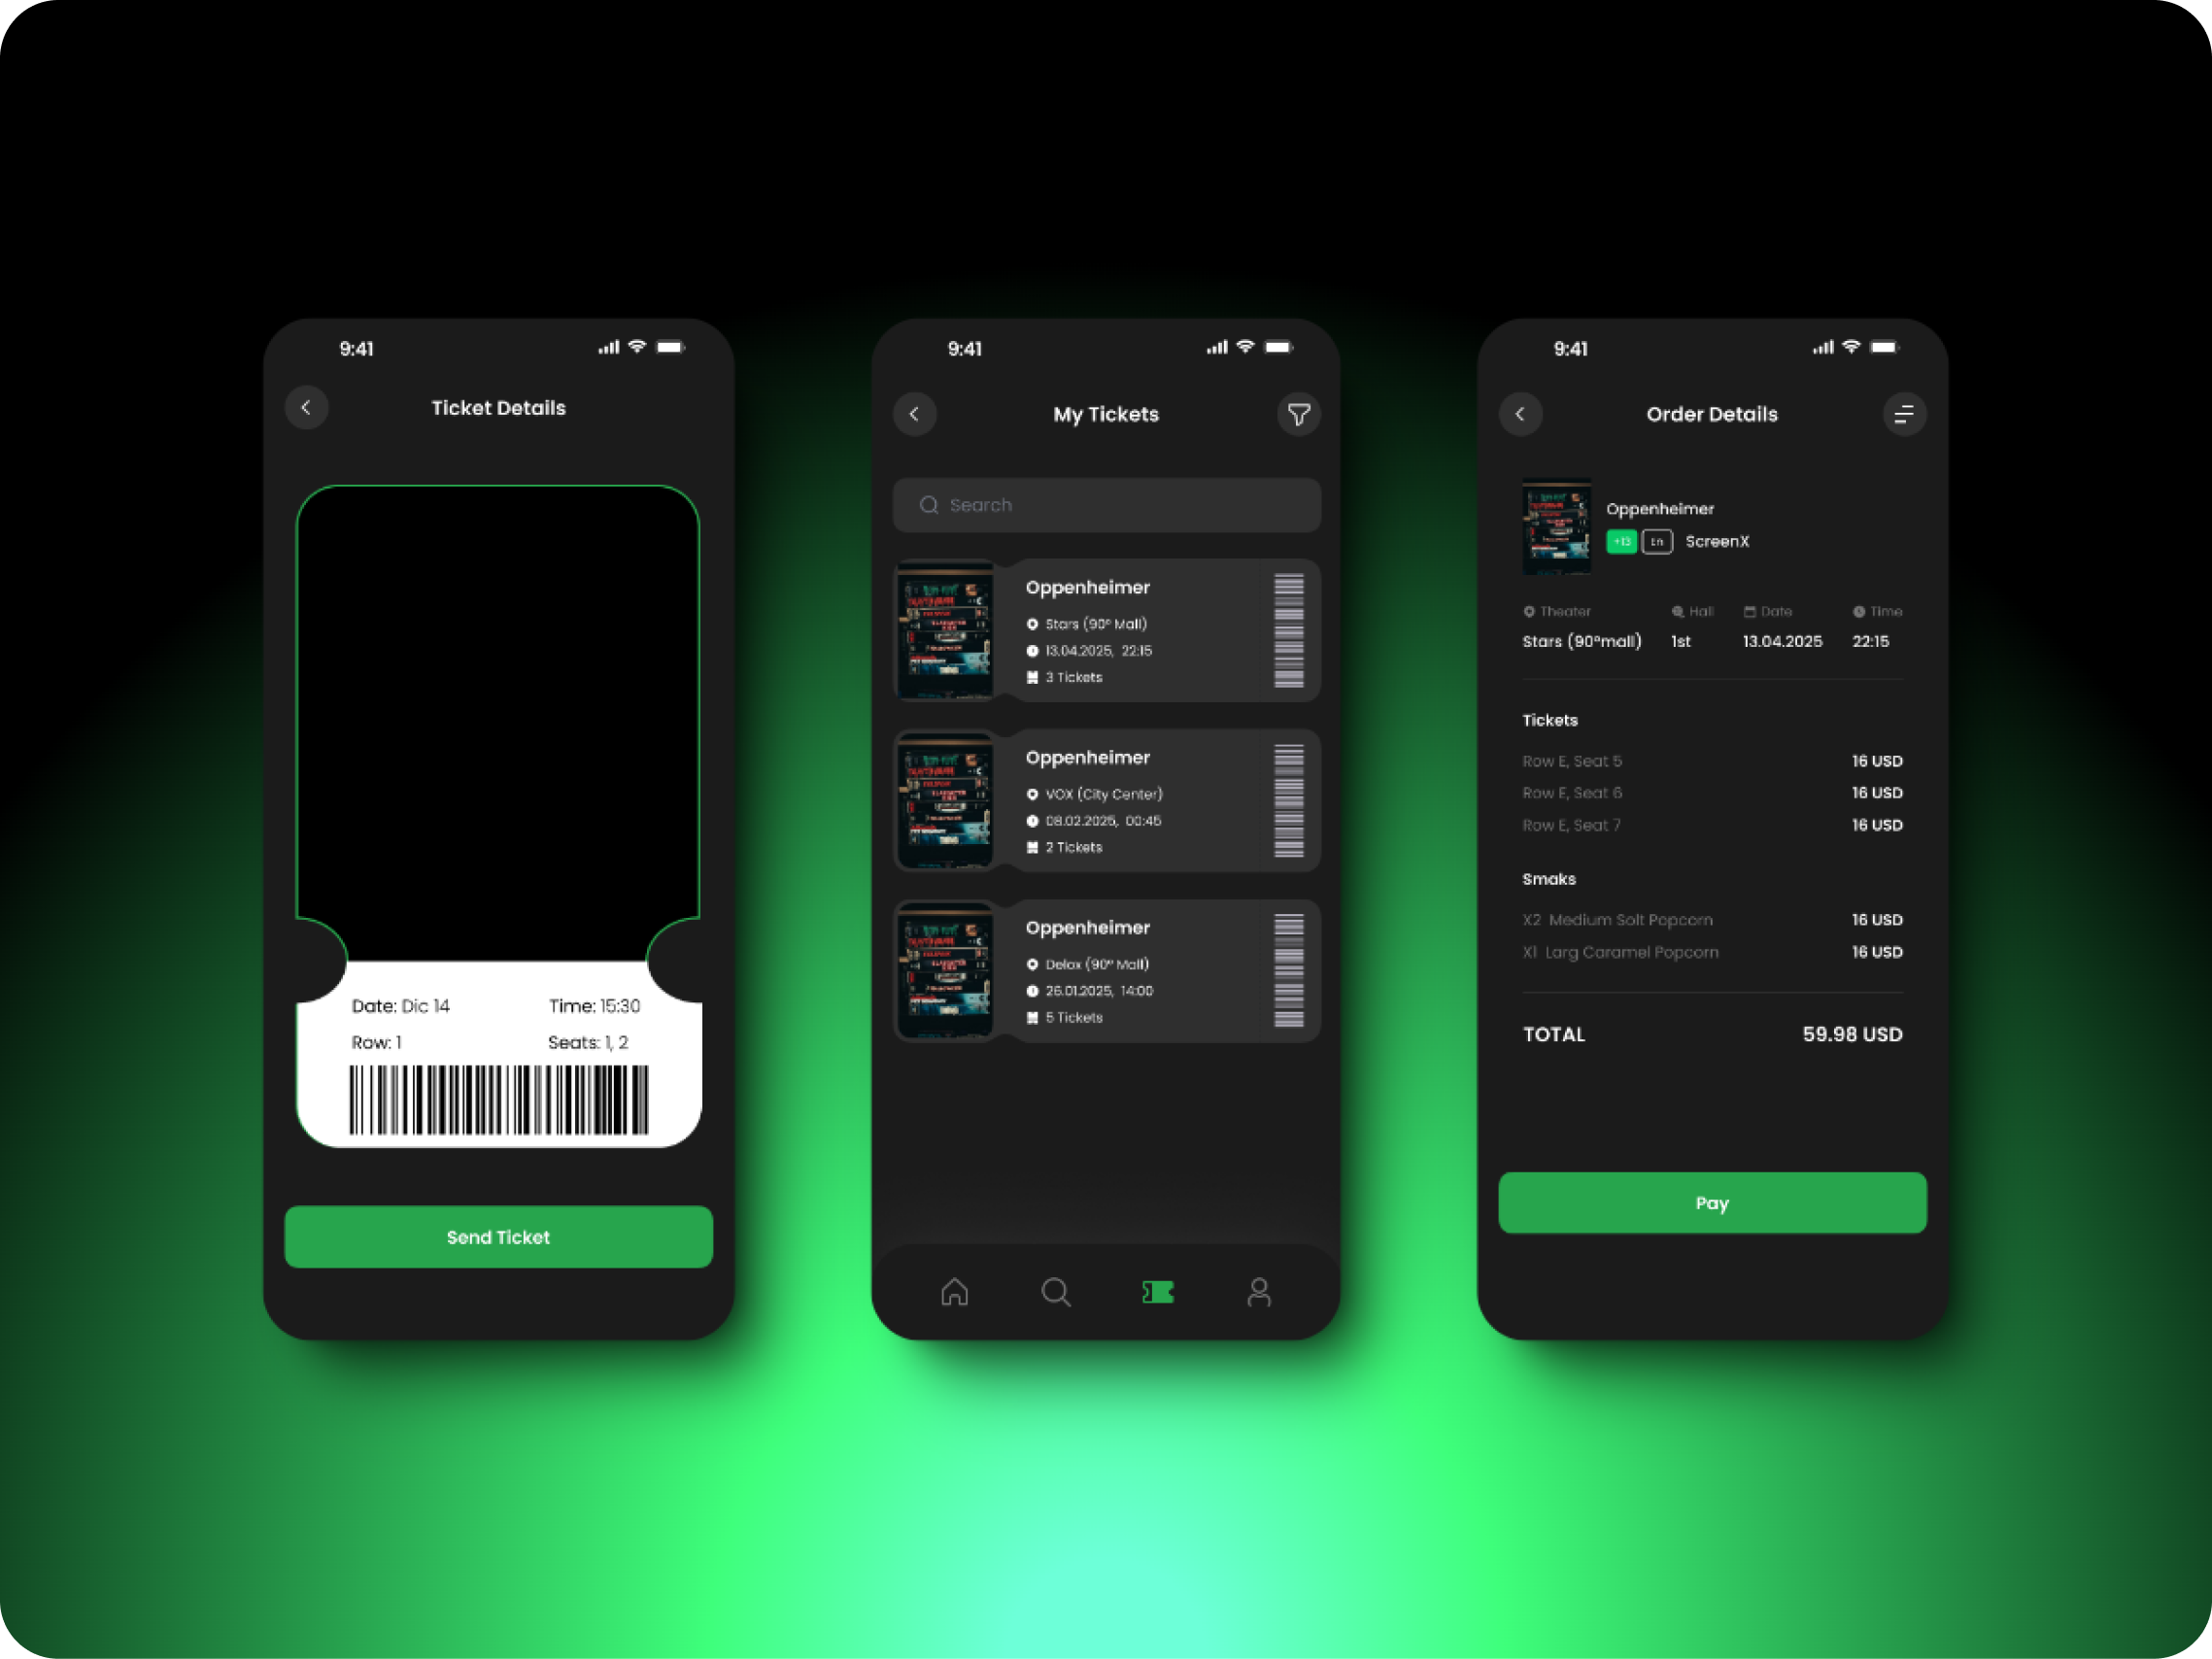 9:41
Ticket Details
Date: Dic 14 Time: 15:30
Row: 1 Seats: 1, 2
Send Ticket
9:41
My Tickets
Search
Oppenheimer
Stars (90º Mall)
13.04.2025, 22:15
3 Tickets
Oppenheimer
VOX (City Center)
08.02.2025, 00:45
2 Tickets
Oppenheimer
Delax (90º Mall)
26.01.2025, 14:00
5 Tickets
9:41
Order Details
Oppenheimer
+13 En ScreenX
Theater Hall Date Time
Stars (90ºmall) 1st 13.04.2025 22:15
Tickets
Row E, Seat 5 16 USD
Row E, Seat 6 16 USD
Row E, Seat 7 16 USD
Smaks
X2 Medium Solt Popcorn 16 USD
X1 Larg Caramel Popcorn 16 USD
TOTAL 59.98 USD
Pay